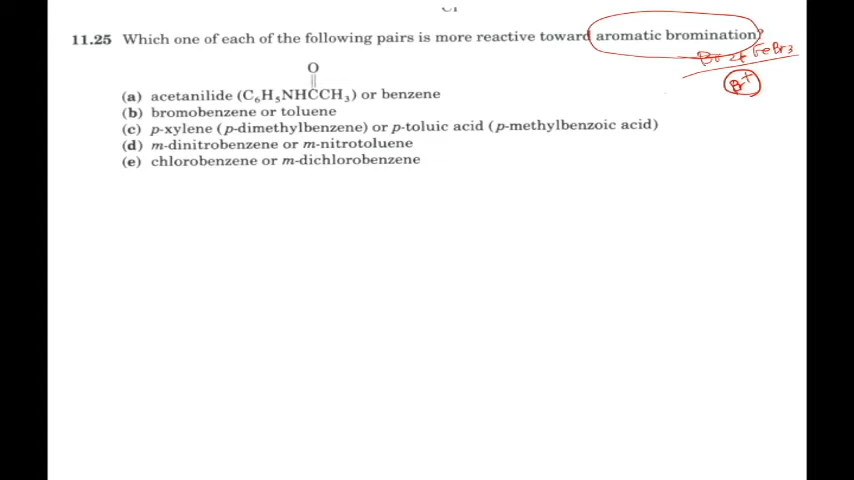 11.25 Which one of each of the following pairs is more reactive toward aromatic bromination?
Br2 + FeBr3
Br+
O
(a) acetanilide (C₆H₅NHCCH₃) or benzene
(b) bromobenzene or toluene
(c) p-xylene (p-dimethylbenzene) or p-toluic acid (p-methylbenzoic acid)
(d) m-dinitrobenzene or m-nitrotoluene
(e) chlorobenzene or m-dichlorobenzene